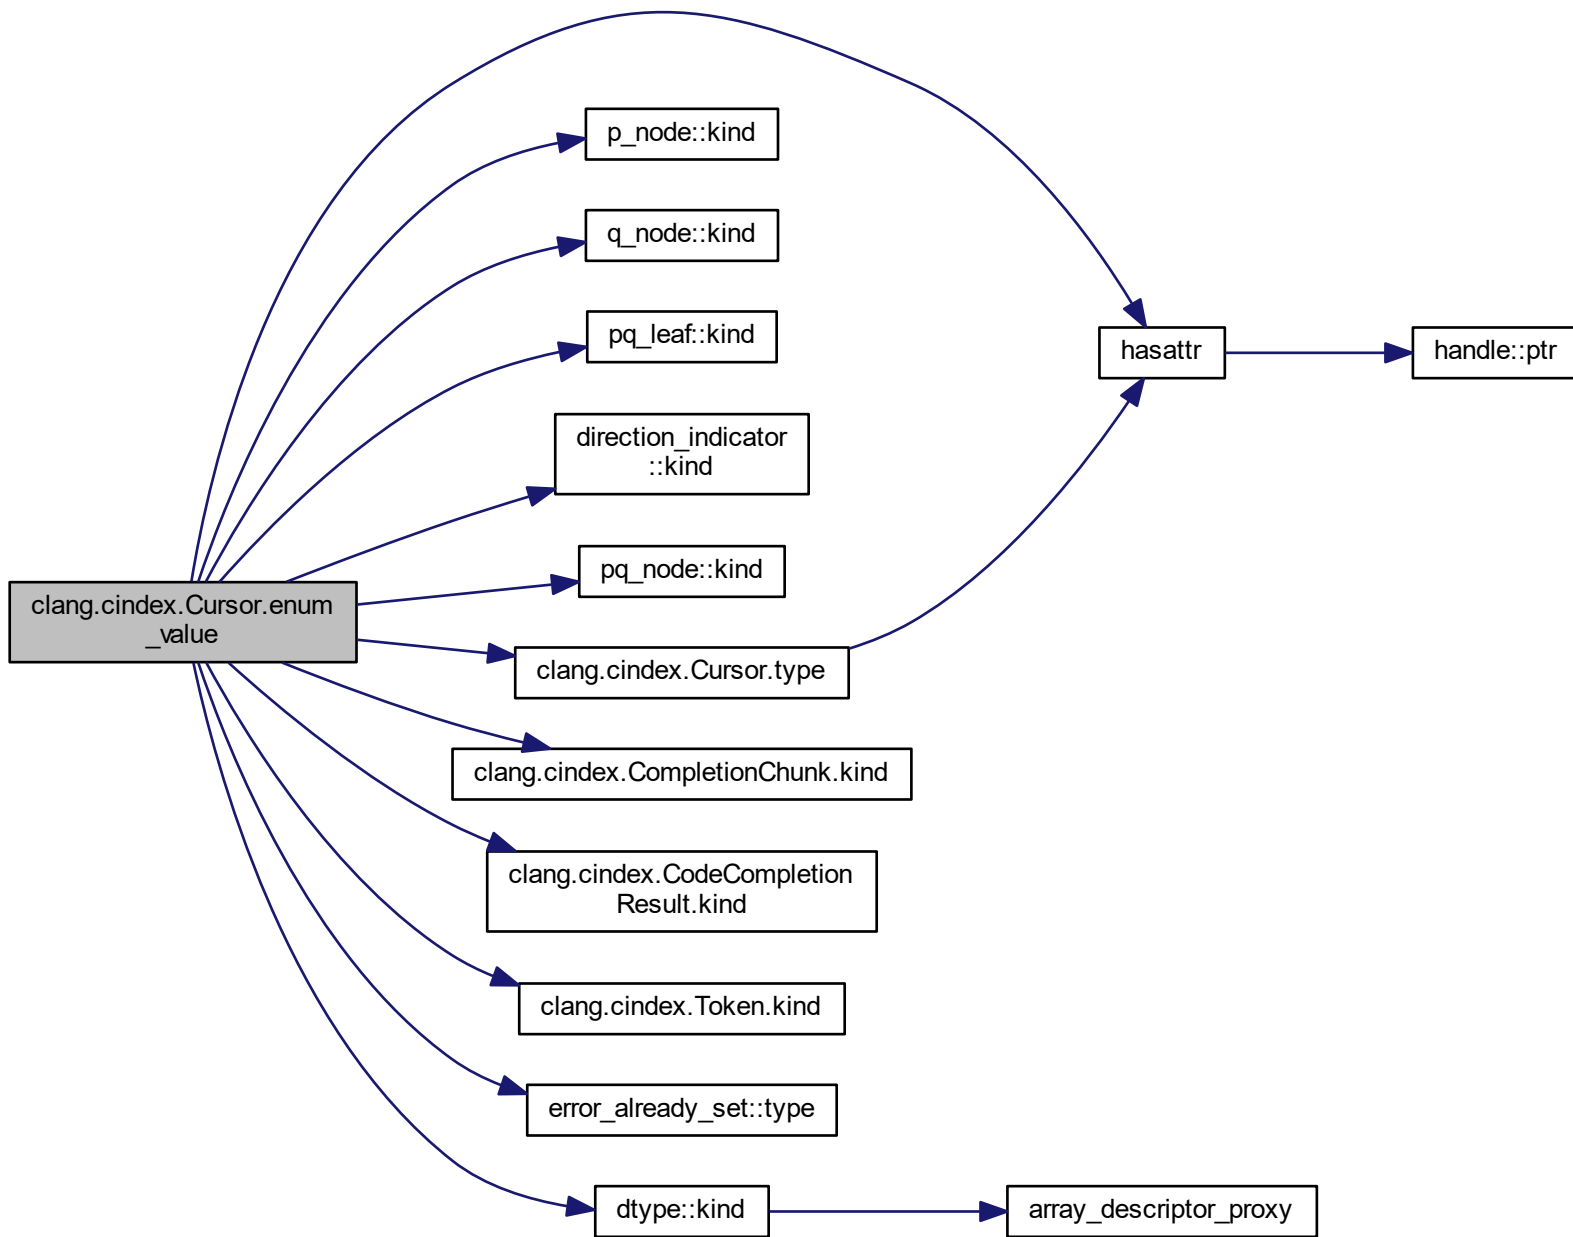 p_node::kind
q_node::kind
pq_leaf::kind
hasattr
handle::ptr
direction_indicator
::kind
pq_node::kind
clang.cindex.Cursor.enum
_value
clang.cindex.Cursor.type
clang.cindex.CompletionChunk.kind
clang.cindex.CodeCompletion
Result.kind
clang.cindex.Token.kind
error_already_set::type
dtype::kind
array_descriptor_proxy